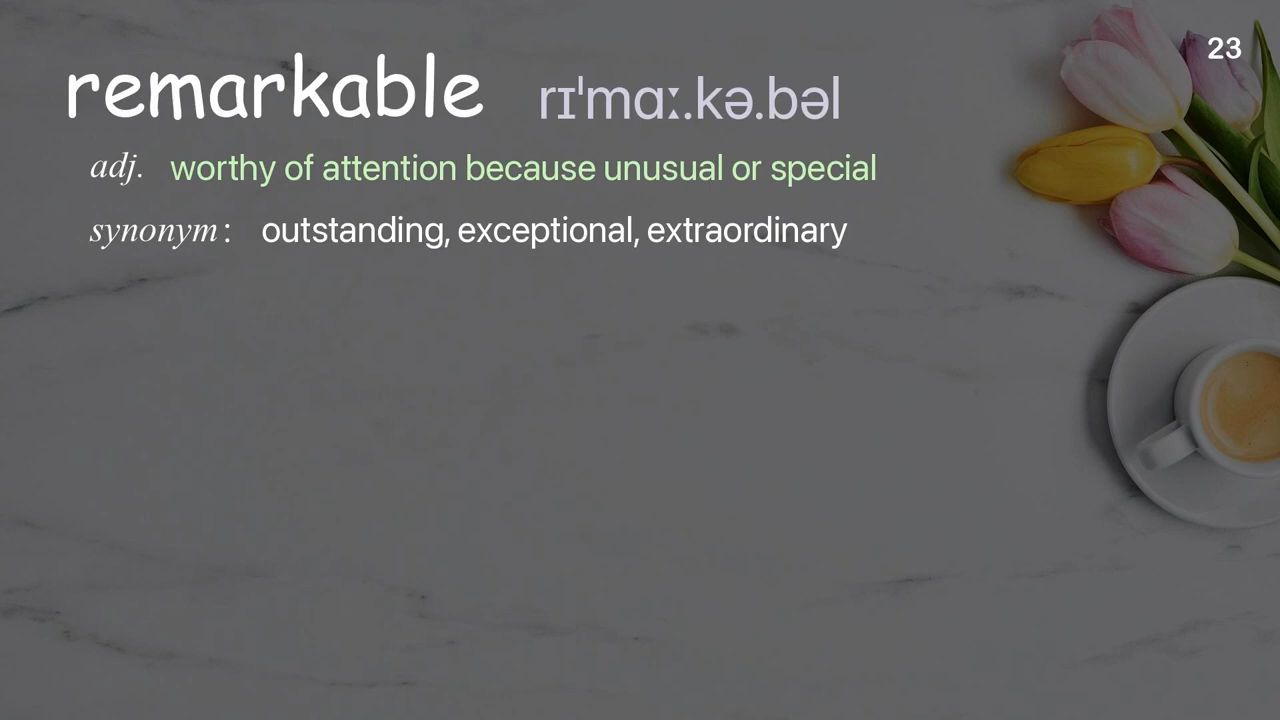 23
remarkable rɪˈmɑː.kə.bəl
adj. worthy of attention because unusual or special
synonym: outstanding, exceptional, extraordinary